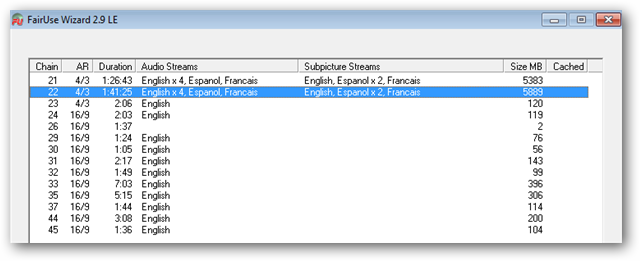 FairUse Wizard 2.9 LE
Chain AR Duration Audio Streams Subpicture Streams Size MB Cached
21 4/3 1:26:43 English x 4, Espanol, Francais English, Espanol x 2, Francais 5383
22 4/3 1:41:25 English x 4, Espanol, Francais English, Espanol x 2, Francais 5889
23 4/3 2:06 English 120
24 16/9 2:03 English 119
26 16/9 1:37 2
29 16/9 1:24 English 76
30 16/9 1:05 English 56
31 16/9 2:17 English 143
32 16/9 1:49 English 99
33 16/9 7:03 English 396
35 16/9 5:15 English 306
37 16/9 1:44 English 114
44 16/9 3:08 English 200
45 16/9 1:36 English 104